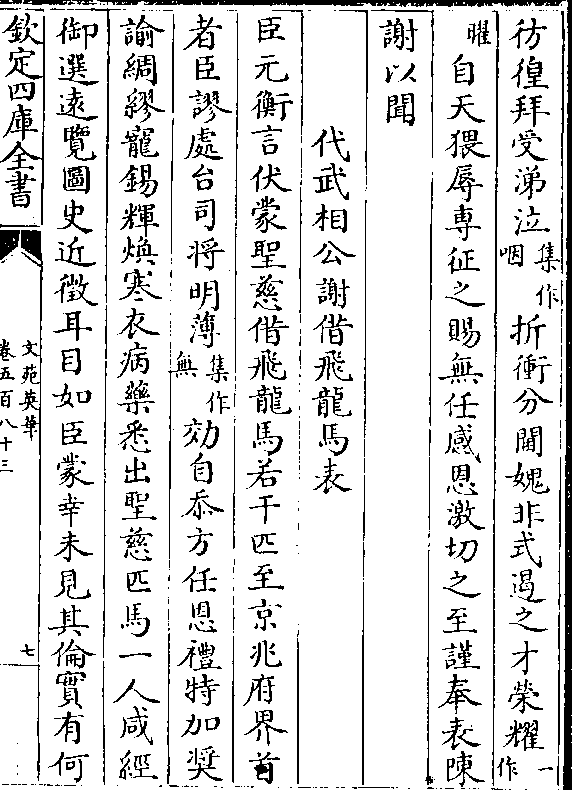 彷徨拜受涕泣集作咽折衝分閫媿非式遏之才榮耀一作
曜自天猥辱専征之賜無任感恩激切之至謹奉表陳
謝以聞
代武相公謝借飛龍馬表
臣元衡言伏蒙聖慈借飛龍馬若干匹至京兆府界首
者臣謬處台司將明薄集作無効自忝方任恩禮特加奨
諭綢繆寵錫輝煥寒衣病藥悉出聖慈匹馬一人咸經
御選遠覽圖史近徵耳目如臣蒙幸未見其倫實有何
欽定四庫全書
文苑英華
卷五百八十三
七